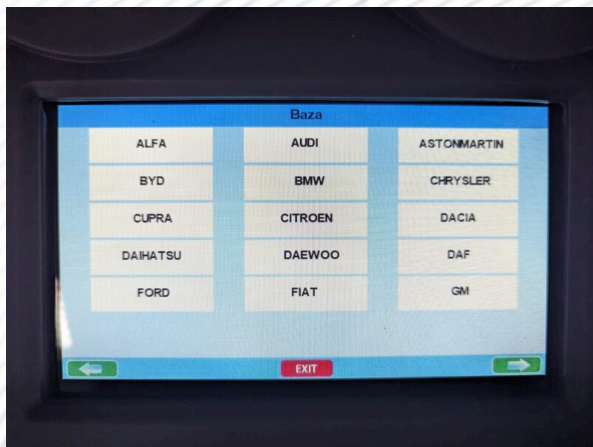 Baza
ALFA AUDI ASTONMARTIN
BYD BMW CHRYSLER
CUPRA CITROEN DACIA
DAIHATSU DAEWOO DAF
FORD FIAT GM
EXIT